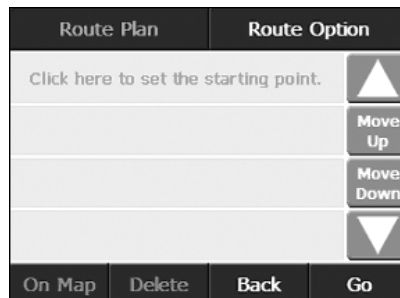 Route Plan Route Option
Click here to set the starting point.
Move
Up
Move
Down
On Map Delete Back Go